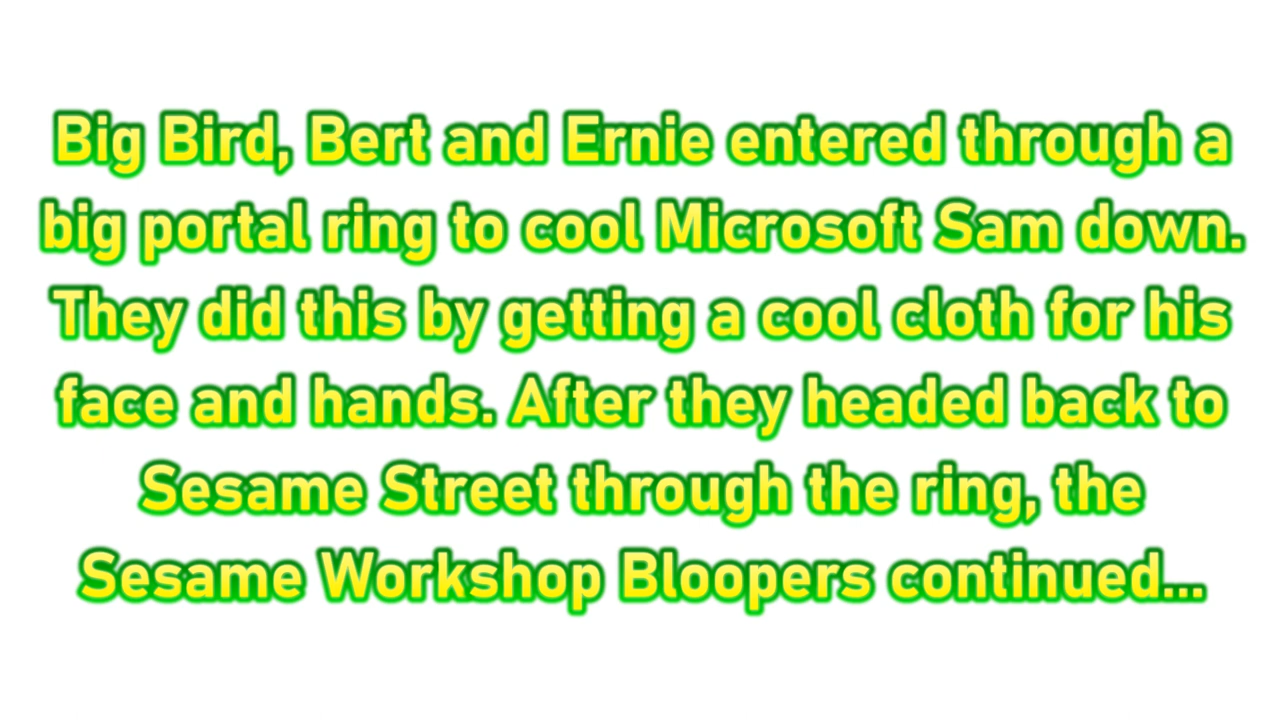 Big Bird, Bert and Ernie entered through a
big portal ring to cool Microsoft Sam down.
They did this by getting a cool cloth for his
face and hands. After they headed back to
Sesame Street through the ring, the
Sesame Workshop Bloopers continued...